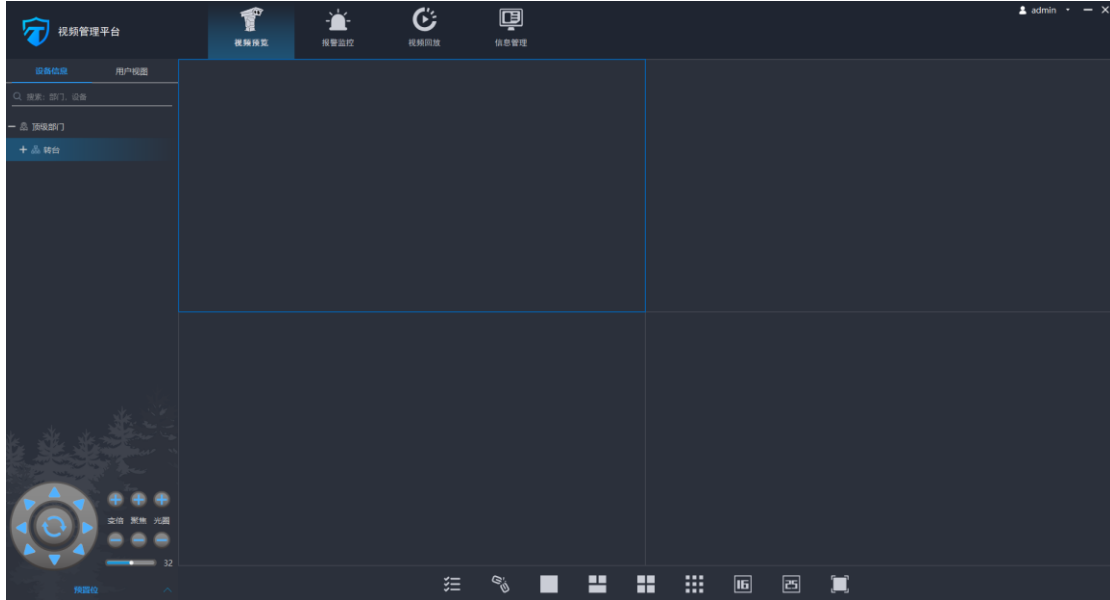 视频管理平台
视频预览
报警监控
视频回放
信息管理
admin
设备信息
用户视图
搜索：部门、设备
顶级部门
转台
变倍 聚焦 光圈
32
预置位
16
25